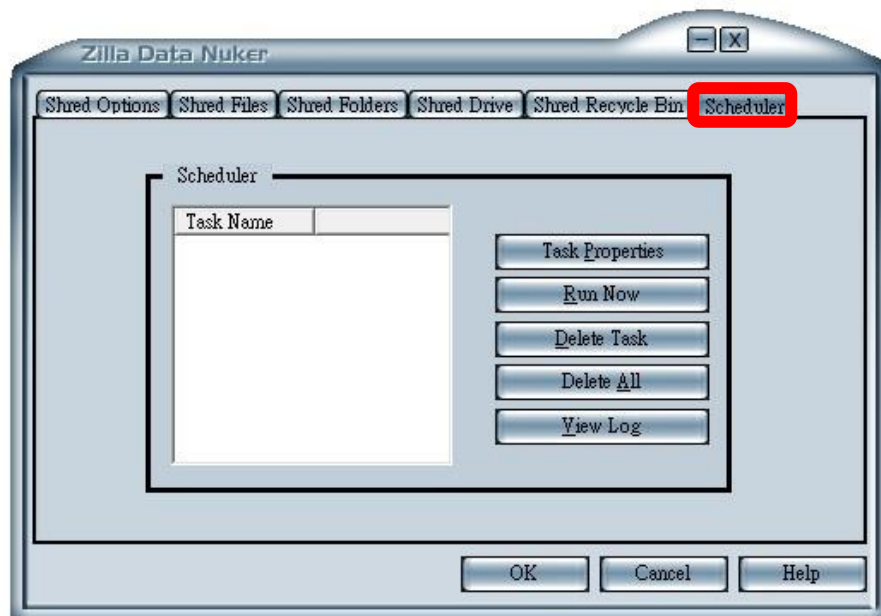 Zilla Data Nuker
Shred Options Shred Files Shred Folders Shred Drive Shred Recycle Bin Scheduler
Scheduler
Task Name
Task Properties
Run Now
Delete Task
Delete All
View Log
OK Cancel Help